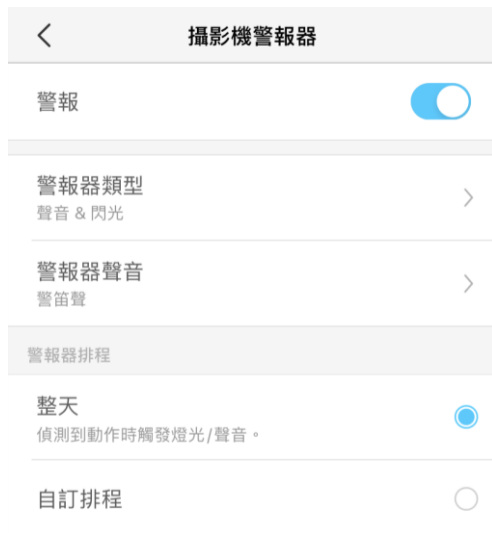 攝影機警報器
警報
警報器類型
聲音 & 閃光
警報器聲音
警笛聲
警報器排程
整天
偵測到動作時觸發燈光/聲音。
自訂排程